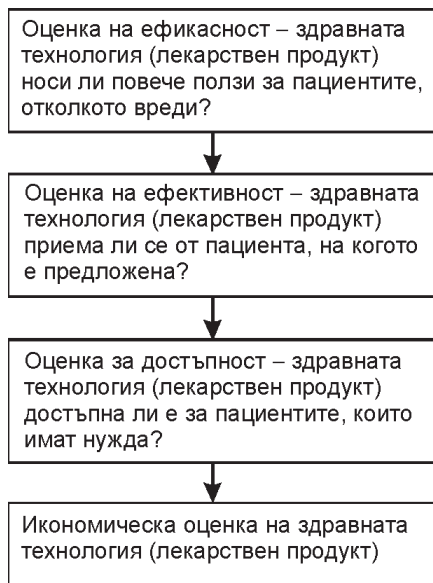 Оценка на ефикасност – здравната
технология (лекарствен продукт)
носи ли повече ползи за пациентите,
отколкото вреди?
Оценка на ефективност – здравната
технология (лекарствен продукт)
приема ли се от пациента, на когото
е предложена?
Оценка за достъпност – здравната
технология (лекарствен продукт)
достъпна ли е за пациентите, които
имат нужда?
Икономическа оценка на здравната
технология (лекарствен продукт)